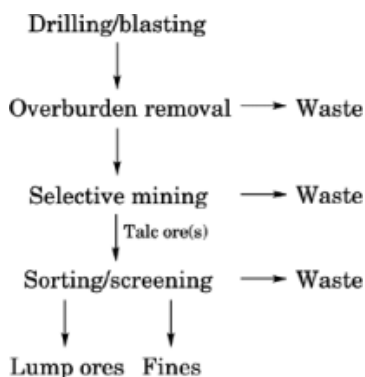 Drilling/blasting
Overburden removal
Waste
Selective mining
Waste
Talc ore(s)
Sorting/screening
Waste
Lump ores
Fines